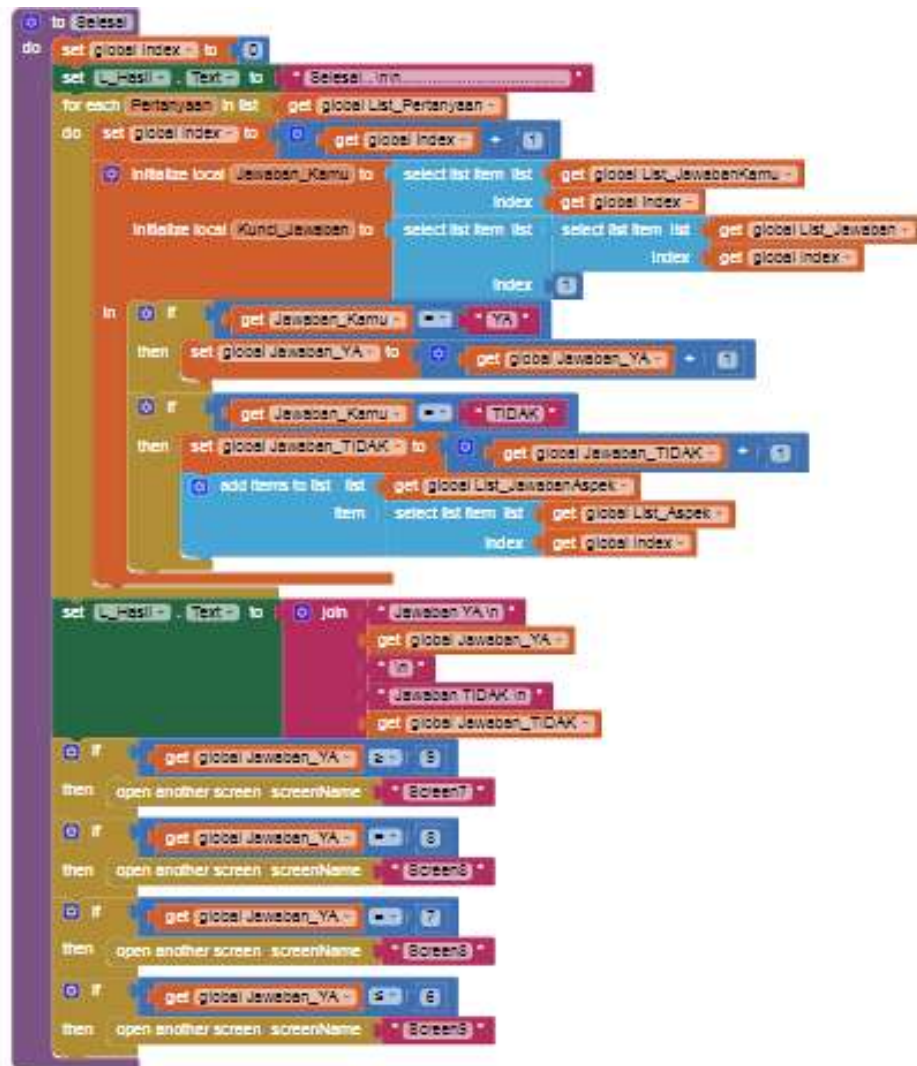 to Selesai
do set global Index to 0
set L_Hasil . Text to " Selesai \n\n "
for each Pertanyaan in list get global List_Pertanyaan
do set global Index to get global Index + 1
initialize local Jawaban_Kamu to select list item list get global List_JawabanKamu
index get global Index
initialize local Kunci_Jawaban to select list item list select list item list get global List_Jawaban
index get global Index
index 1
in if get Jawaban_Kamu = " YA "
then set global Jawaban_YA to get global Jawaban_YA + 1
if get Jawaban_Kamu = " TIDAK "
then set global Jawaban_TIDAK to get global Jawaban_TIDAK + 1
add items to list list get global List_JawabanAspek
item select list item list get global List_Aspek
index get global Index
set L_Hasil . Text to join " Jawaban YA \n "
get global Jawaban_YA
" \n "
" Jawaban TIDAK \n "
get global Jawaban_TIDAK
if get global Jawaban_YA ≥ 9
then open another screen screenName " Screen7 "
if get global Jawaban_YA = 8
then open another screen screenName " Screen8 "
if get global Jawaban_YA = 7
then open another screen screenName " Screen8 "
if get global Jawaban_YA ≤ 6
then open another screen screenName " Screen9 "